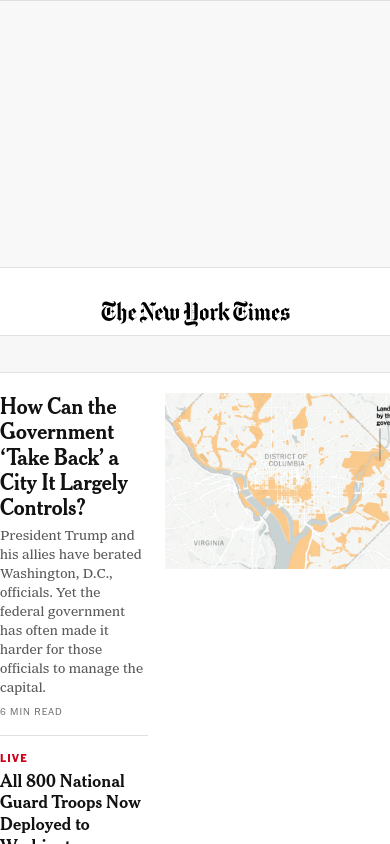 The New York Times
How Can the
Government
‘Take Back’ a
City It Largely
Controls?
President Trump and
his allies have berated
Washington, D.C.,
officials. Yet the
federal government
has often made it
harder for those
officials to manage the
capital.
6 MIN READ
Land
by th
gove
DISTRICT OF
COLUMBIA
VIRGINIA
LIVE
All 800 National
Guard Troops Now
Deployed to